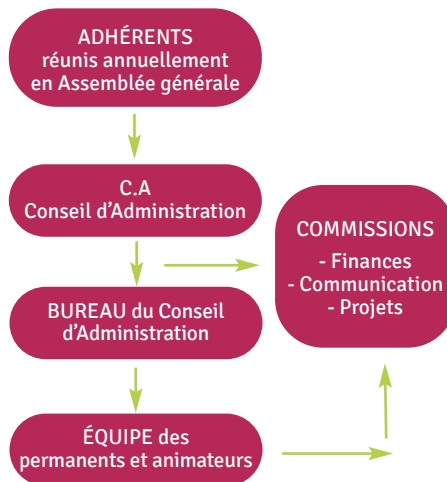 ADHÉRENTS
réunis annuellement
en Assemblée générale
C.A
Conseil d’Administration
COMMISSIONS
- Finances
- Communication
- Projets
BUREAU du Conseil
d’Administration
ÉQUIPE des
permanents et animateurs